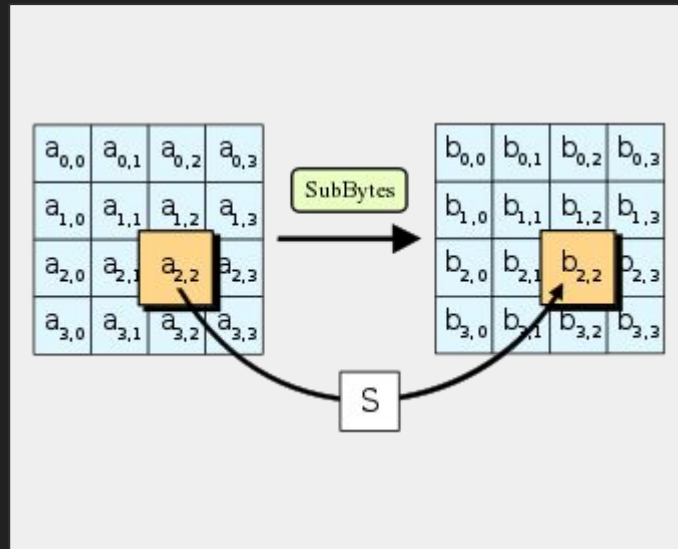 a0,0 a0,1 a0,2 a0,3
a1,0 a1,1 a1,2 a1,3
a2,0 a2,1 a2,2 a2,3
a3,0 a3,1 a3,2 a3,3
SubBytes
b0,0 b0,1 b0,2 b0,3
b1,0 b1,1 b1,2 b1,3
b2,0 b2,1 b2,2 b2,3
b3,0 b3,1 b3,2 b3,3
S